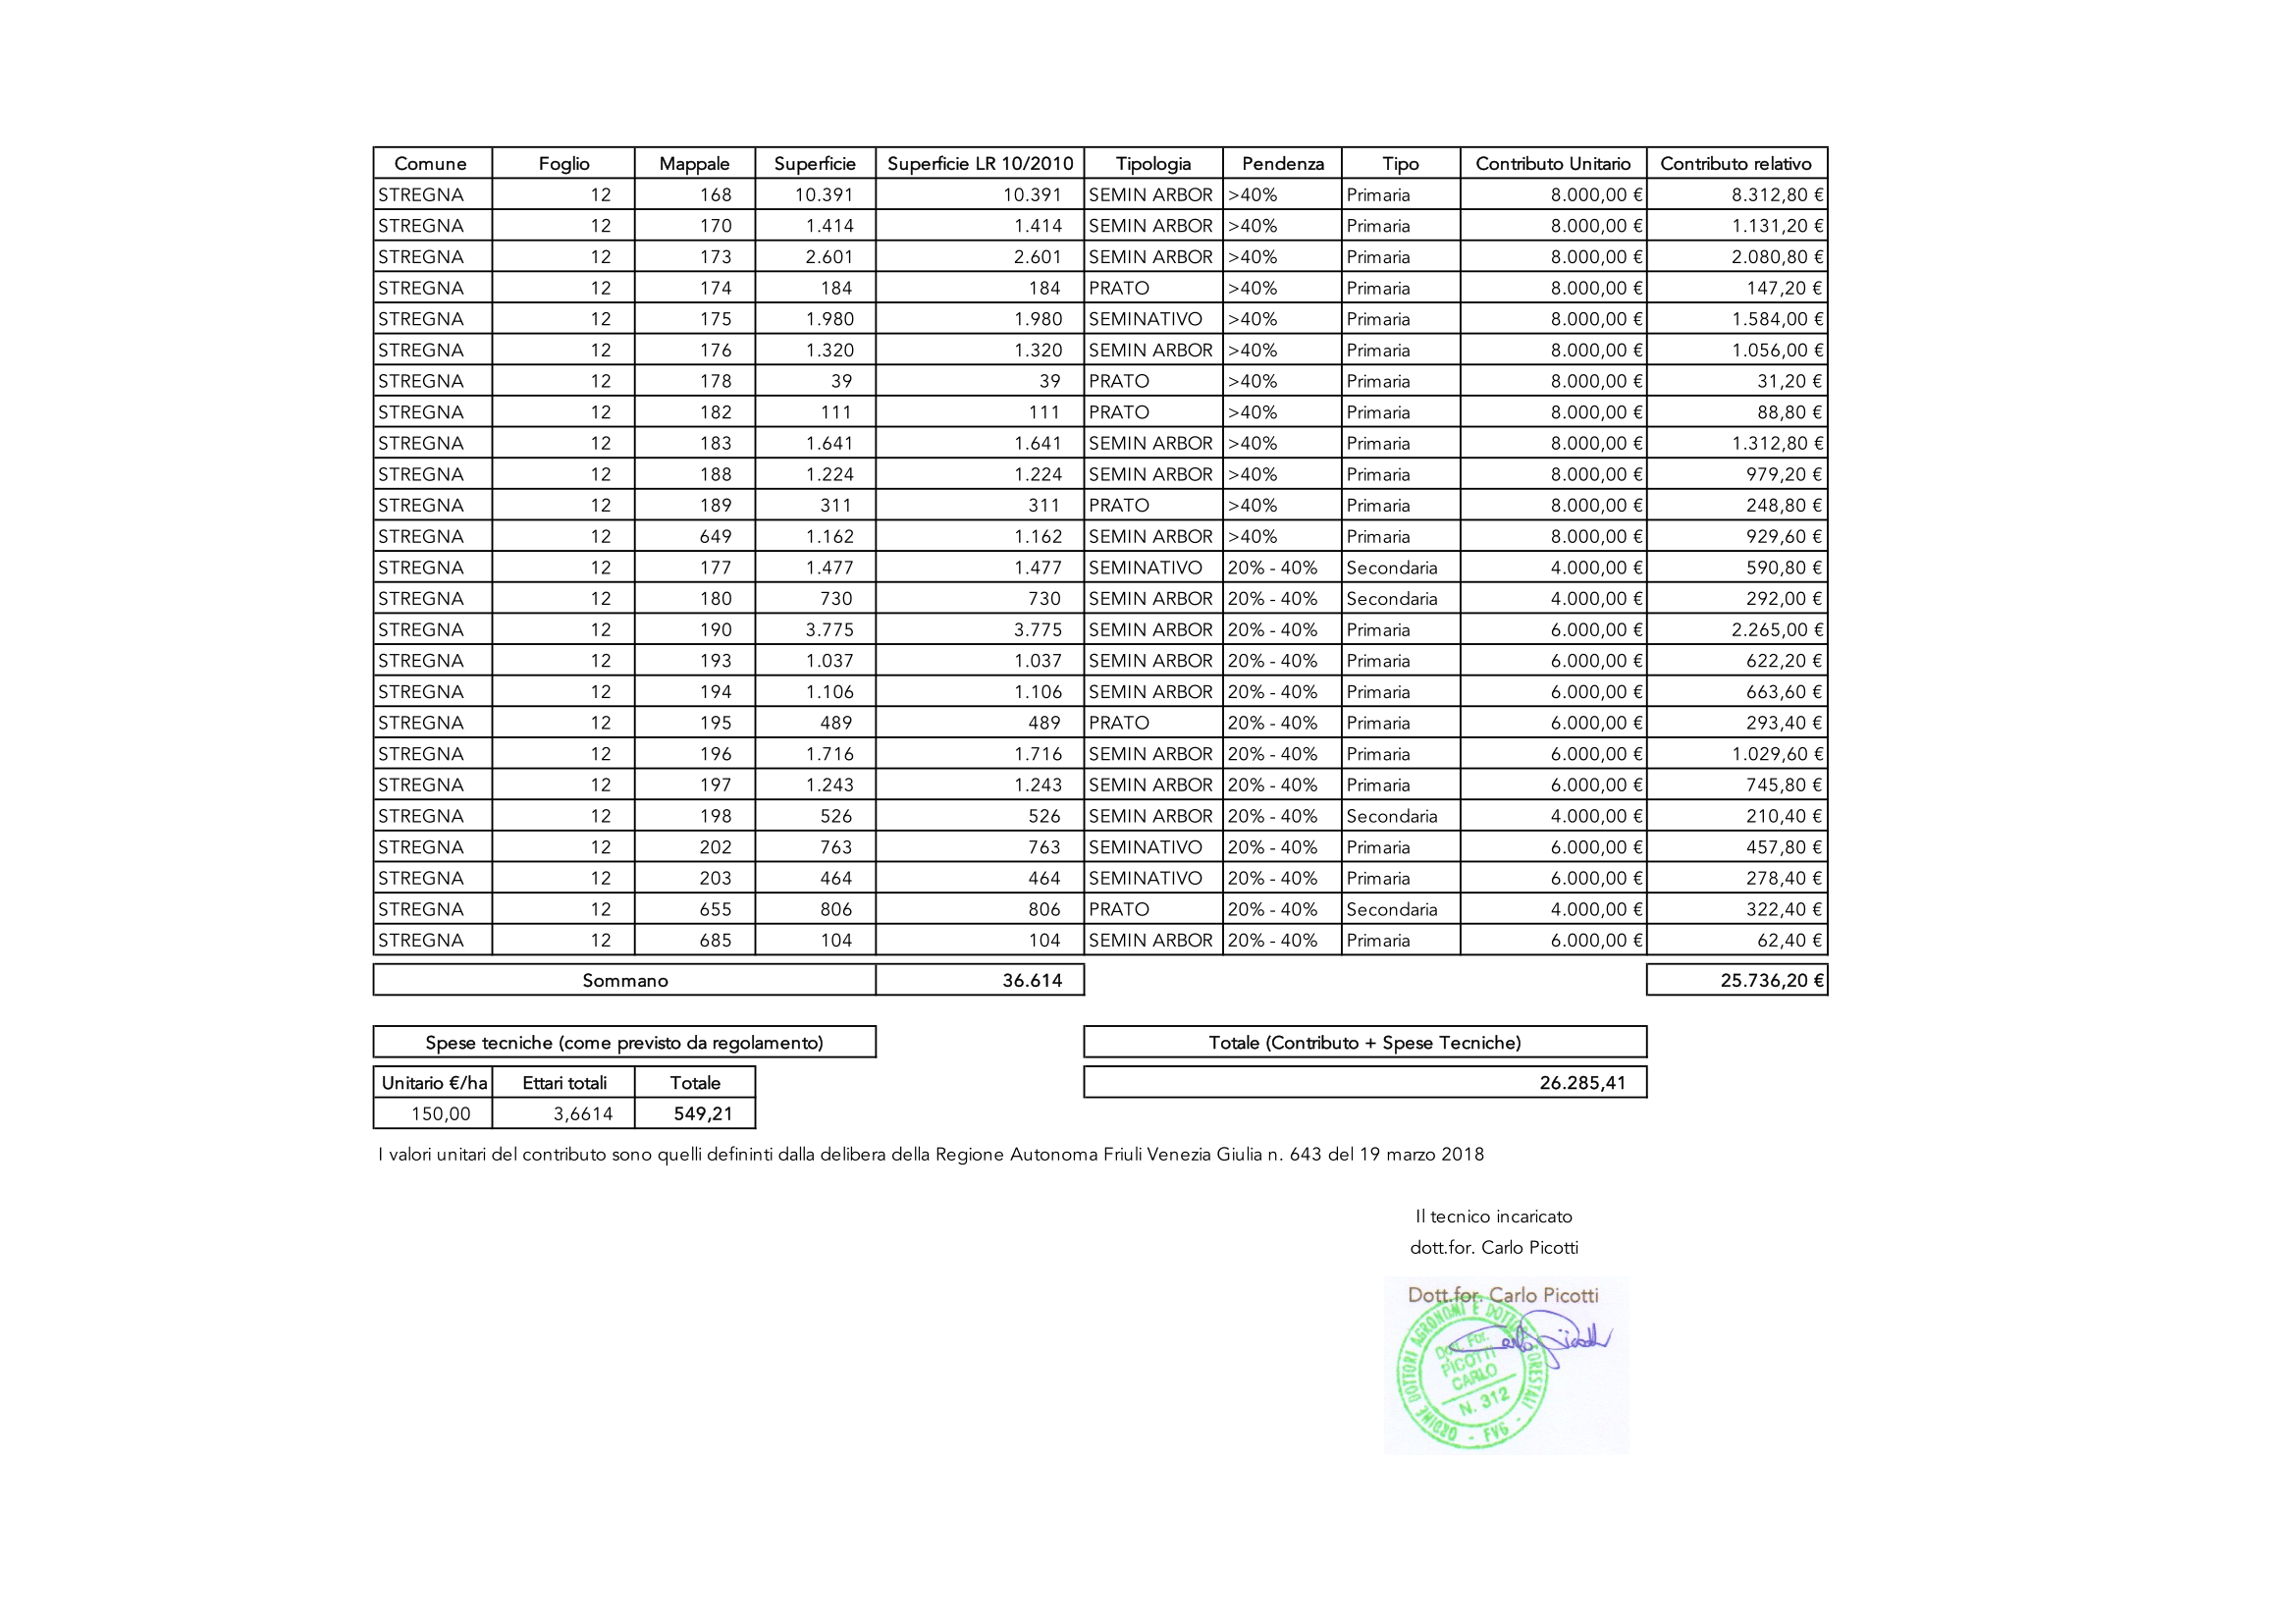 Comune Foglio Mappale Superficie Superficie LR 10/2010 Tipologia Pendenza Tipo Contributo Unitario Contributo relativo
STREGNA 12 168 10.391 10.391 SEMIN ARBOR >40% Primaria 8.000,00 € 8.312,80 €
STREGNA 12 170 1.414 1.414 SEMIN ARBOR >40% Primaria 8.000,00 € 1.131,20 €
STREGNA 12 173 2.601 2.601 SEMIN ARBOR >40% Primaria 8.000,00 € 2.080,80 €
STREGNA 12 174 184 184 PRATO >40% Primaria 8.000,00 € 147,20 €
STREGNA 12 175 1.980 1.980 SEMINATIVO >40% Primaria 8.000,00 € 1.584,00 €
STREGNA 12 176 1.320 1.320 SEMIN ARBOR >40% Primaria 8.000,00 € 1.056,00 €
STREGNA 12 178 39 39 PRATO >40% Primaria 8.000,00 € 31,20 €
STREGNA 12 182 111 111 PRATO >40% Primaria 8.000,00 € 88,80 €
STREGNA 12 183 1.641 1.641 SEMIN ARBOR >40% Primaria 8.000,00 € 1.312,80 €
STREGNA 12 188 1.224 1.224 SEMIN ARBOR >40% Primaria 8.000,00 € 979,20 €
STREGNA 12 189 311 311 PRATO >40% Primaria 8.000,00 € 248,80 €
STREGNA 12 649 1.162 1.162 SEMIN ARBOR >40% Primaria 8.000,00 € 929,60 €
STREGNA 12 177 1.477 1.477 SEMINATIVO 20% - 40% Secondaria 4.000,00 € 590,80 €
STREGNA 12 180 730 730 SEMIN ARBOR 20% - 40% Secondaria 4.000,00 € 292,00 €
STREGNA 12 190 3.775 3.775 SEMIN ARBOR 20% - 40% Primaria 6.000,00 € 2.265,00 €
STREGNA 12 193 1.037 1.037 SEMIN ARBOR 20% - 40% Primaria 6.000,00 € 622,20 €
STREGNA 12 194 1.106 1.106 SEMIN ARBOR 20% - 40% Primaria 6.000,00 € 663,60 €
STREGNA 12 195 489 489 PRATO 20% - 40% Primaria 6.000,00 € 293,40 €
STREGNA 12 196 1.716 1.716 SEMIN ARBOR 20% - 40% Primaria 6.000,00 € 1.029,60 €
STREGNA 12 197 1.243 1.243 SEMIN ARBOR 20% - 40% Primaria 6.000,00 € 745,80 €
STREGNA 12 198 526 526 SEMIN ARBOR 20% - 40% Secondaria 4.000,00 € 210,40 €
STREGNA 12 202 763 763 SEMINATIVO 20% - 40% Primaria 6.000,00 € 457,80 €
STREGNA 12 203 464 464 SEMINATIVO 20% - 40% Primaria 6.000,00 € 278,40 €
STREGNA 12 655 806 806 PRATO 20% - 40% Secondaria 4.000,00 € 322,40 €
STREGNA 12 685 104 104 SEMIN ARBOR 20% - 40% Primaria 6.000,00 € 62,40 €
Sommano 36.614 25.736,20 €
Spese tecniche (come previsto da regolamento) Totale (Contributo + Spese Tecniche)
Unitario €/ha Ettari totali Totale 26.285,41
150,00 3,6614 549,21
I valori unitari del contributo sono quelli defininti dalla delibera della Regione Autonoma Friuli Venezia Giulia n. 643 del 19 marzo 2018
Il tecnico incaricato
dott.for. Carlo Picotti
Dott.for. Carlo Picotti
ORDINE DOTTORI AGRONOMI E DOTTORI FORESTALI - FVG -
Dott. For.
PICOTTI
CARLO
N. 312